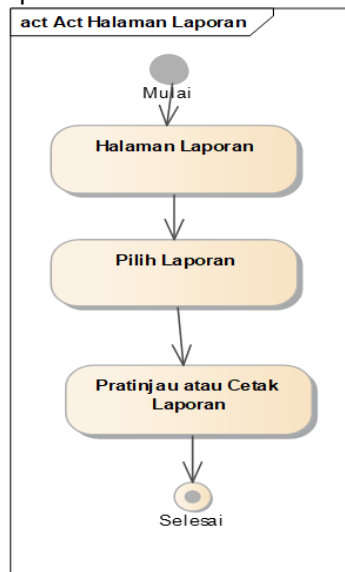 act Act Halaman Laporan
Mulai
Halaman Laporan
Pilih Laporan
Pratinjau atau Cetak
Laporan
Selesai